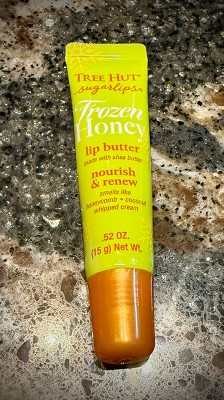 TREE HUT®
sugarlips
Frozen
Honey
lip butter
made with shea butter
nourish
& renew
smells like
honeycomb • coconut
whipped cream
.52 OZ.
(15 g) Net Wt.